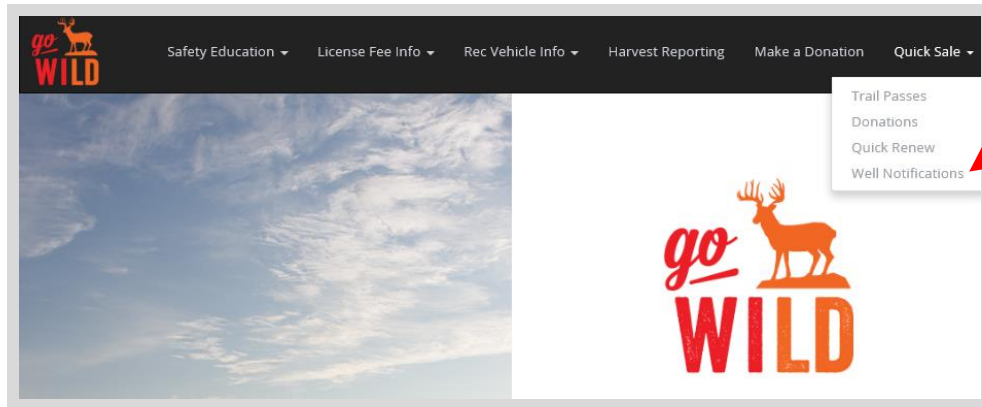 go
WILD
Safety Education License Fee Info Rec Vehicle Info Harvest Reporting Make a Donation Quick Sale
Trail Passes
Donations
Quick Renew
Well Notifications
go
WILD